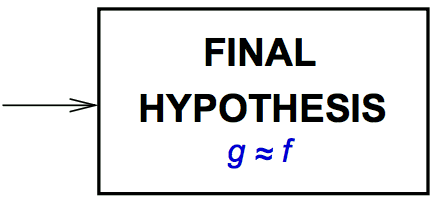 FINAL
HYPOTHESIS
g ≈ f